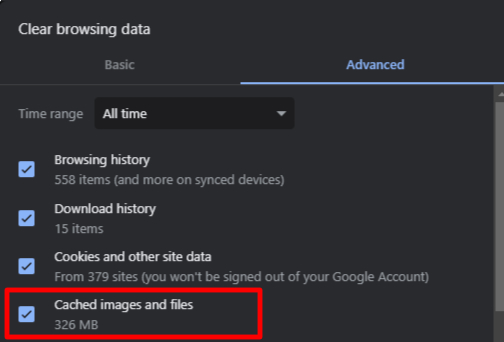 Clear browsing data
Basic
Advanced
Time range
All time
Browsing history
558 items (and more on synced devices)
Download history
15 items
Cookies and other site data
From 379 sites (you won't be signed out of your Google Account)
Cached images and files
326 MB